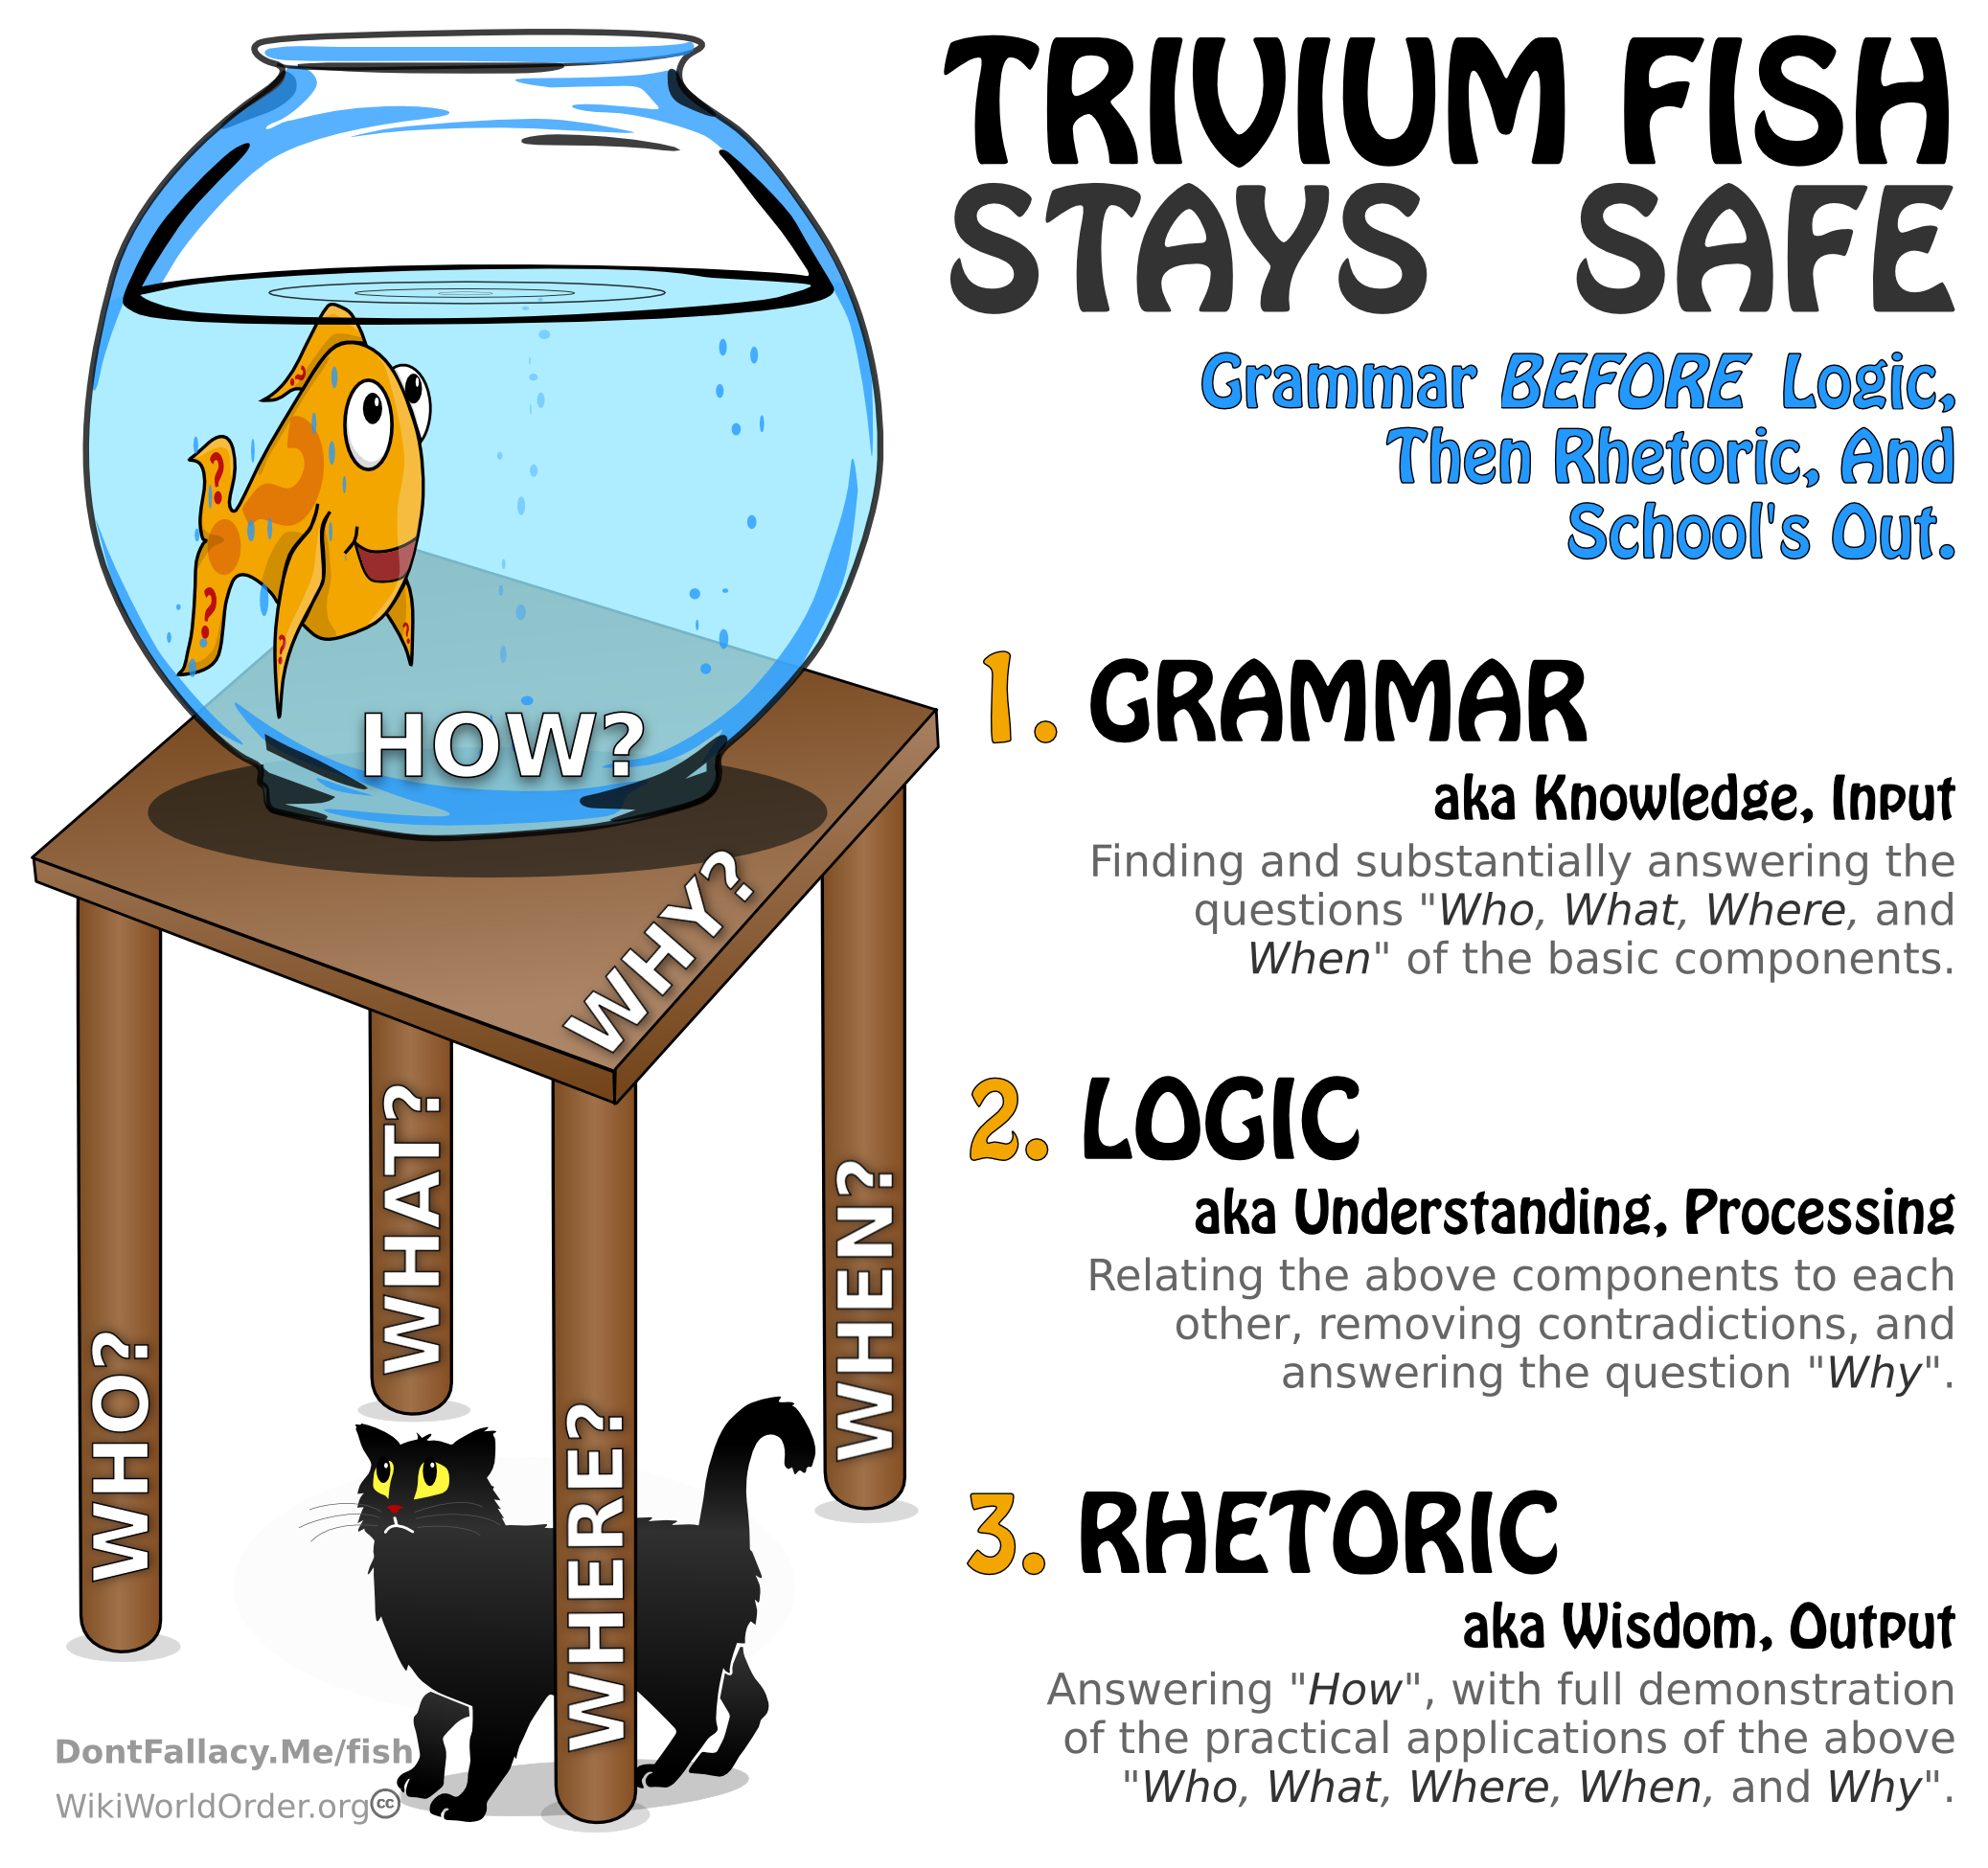 TRIVIUM FISH
STAYS SAFE
Grammar BEFORE Logic,
Then Rhetoric, And
School's Out.
1. GRAMMAR
aka Knowledge, Input
Finding and substantially answering the
questions "Who, What, Where, and
When" of the basic components.
2. LOGIC
aka Understanding, Processing
Relating the above components to each
other, removing contradictions, and
answering the question "Why".
3. RHETORIC
aka Wisdom, Output
Answering "How", with full demonstration
of the practical applications of the above
"Who, What, Where, When, and Why".
?
?
?
?
?
HOW?
WHY?
WHO?
WHAT?
WHERE?
WHEN?
DontFallacy.Me/fish
WikiWorldOrder.org cc